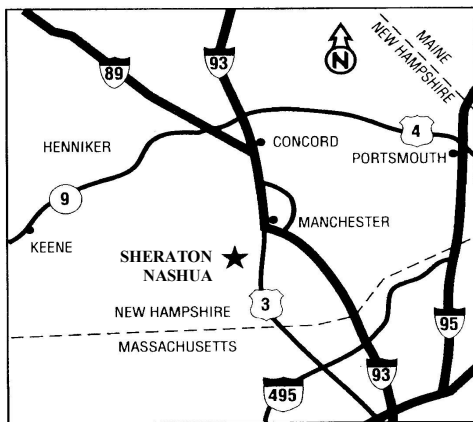 89
93
MAINE
NEW HAMPSHIRE
N
HENNIKER
CONCORD
4
PORTSMOUTH
9
MANCHESTER
KEENE
SHERATON
NASHUA
3
NEW HAMPSHIRE
95
MASSACHUSETTS
93
495